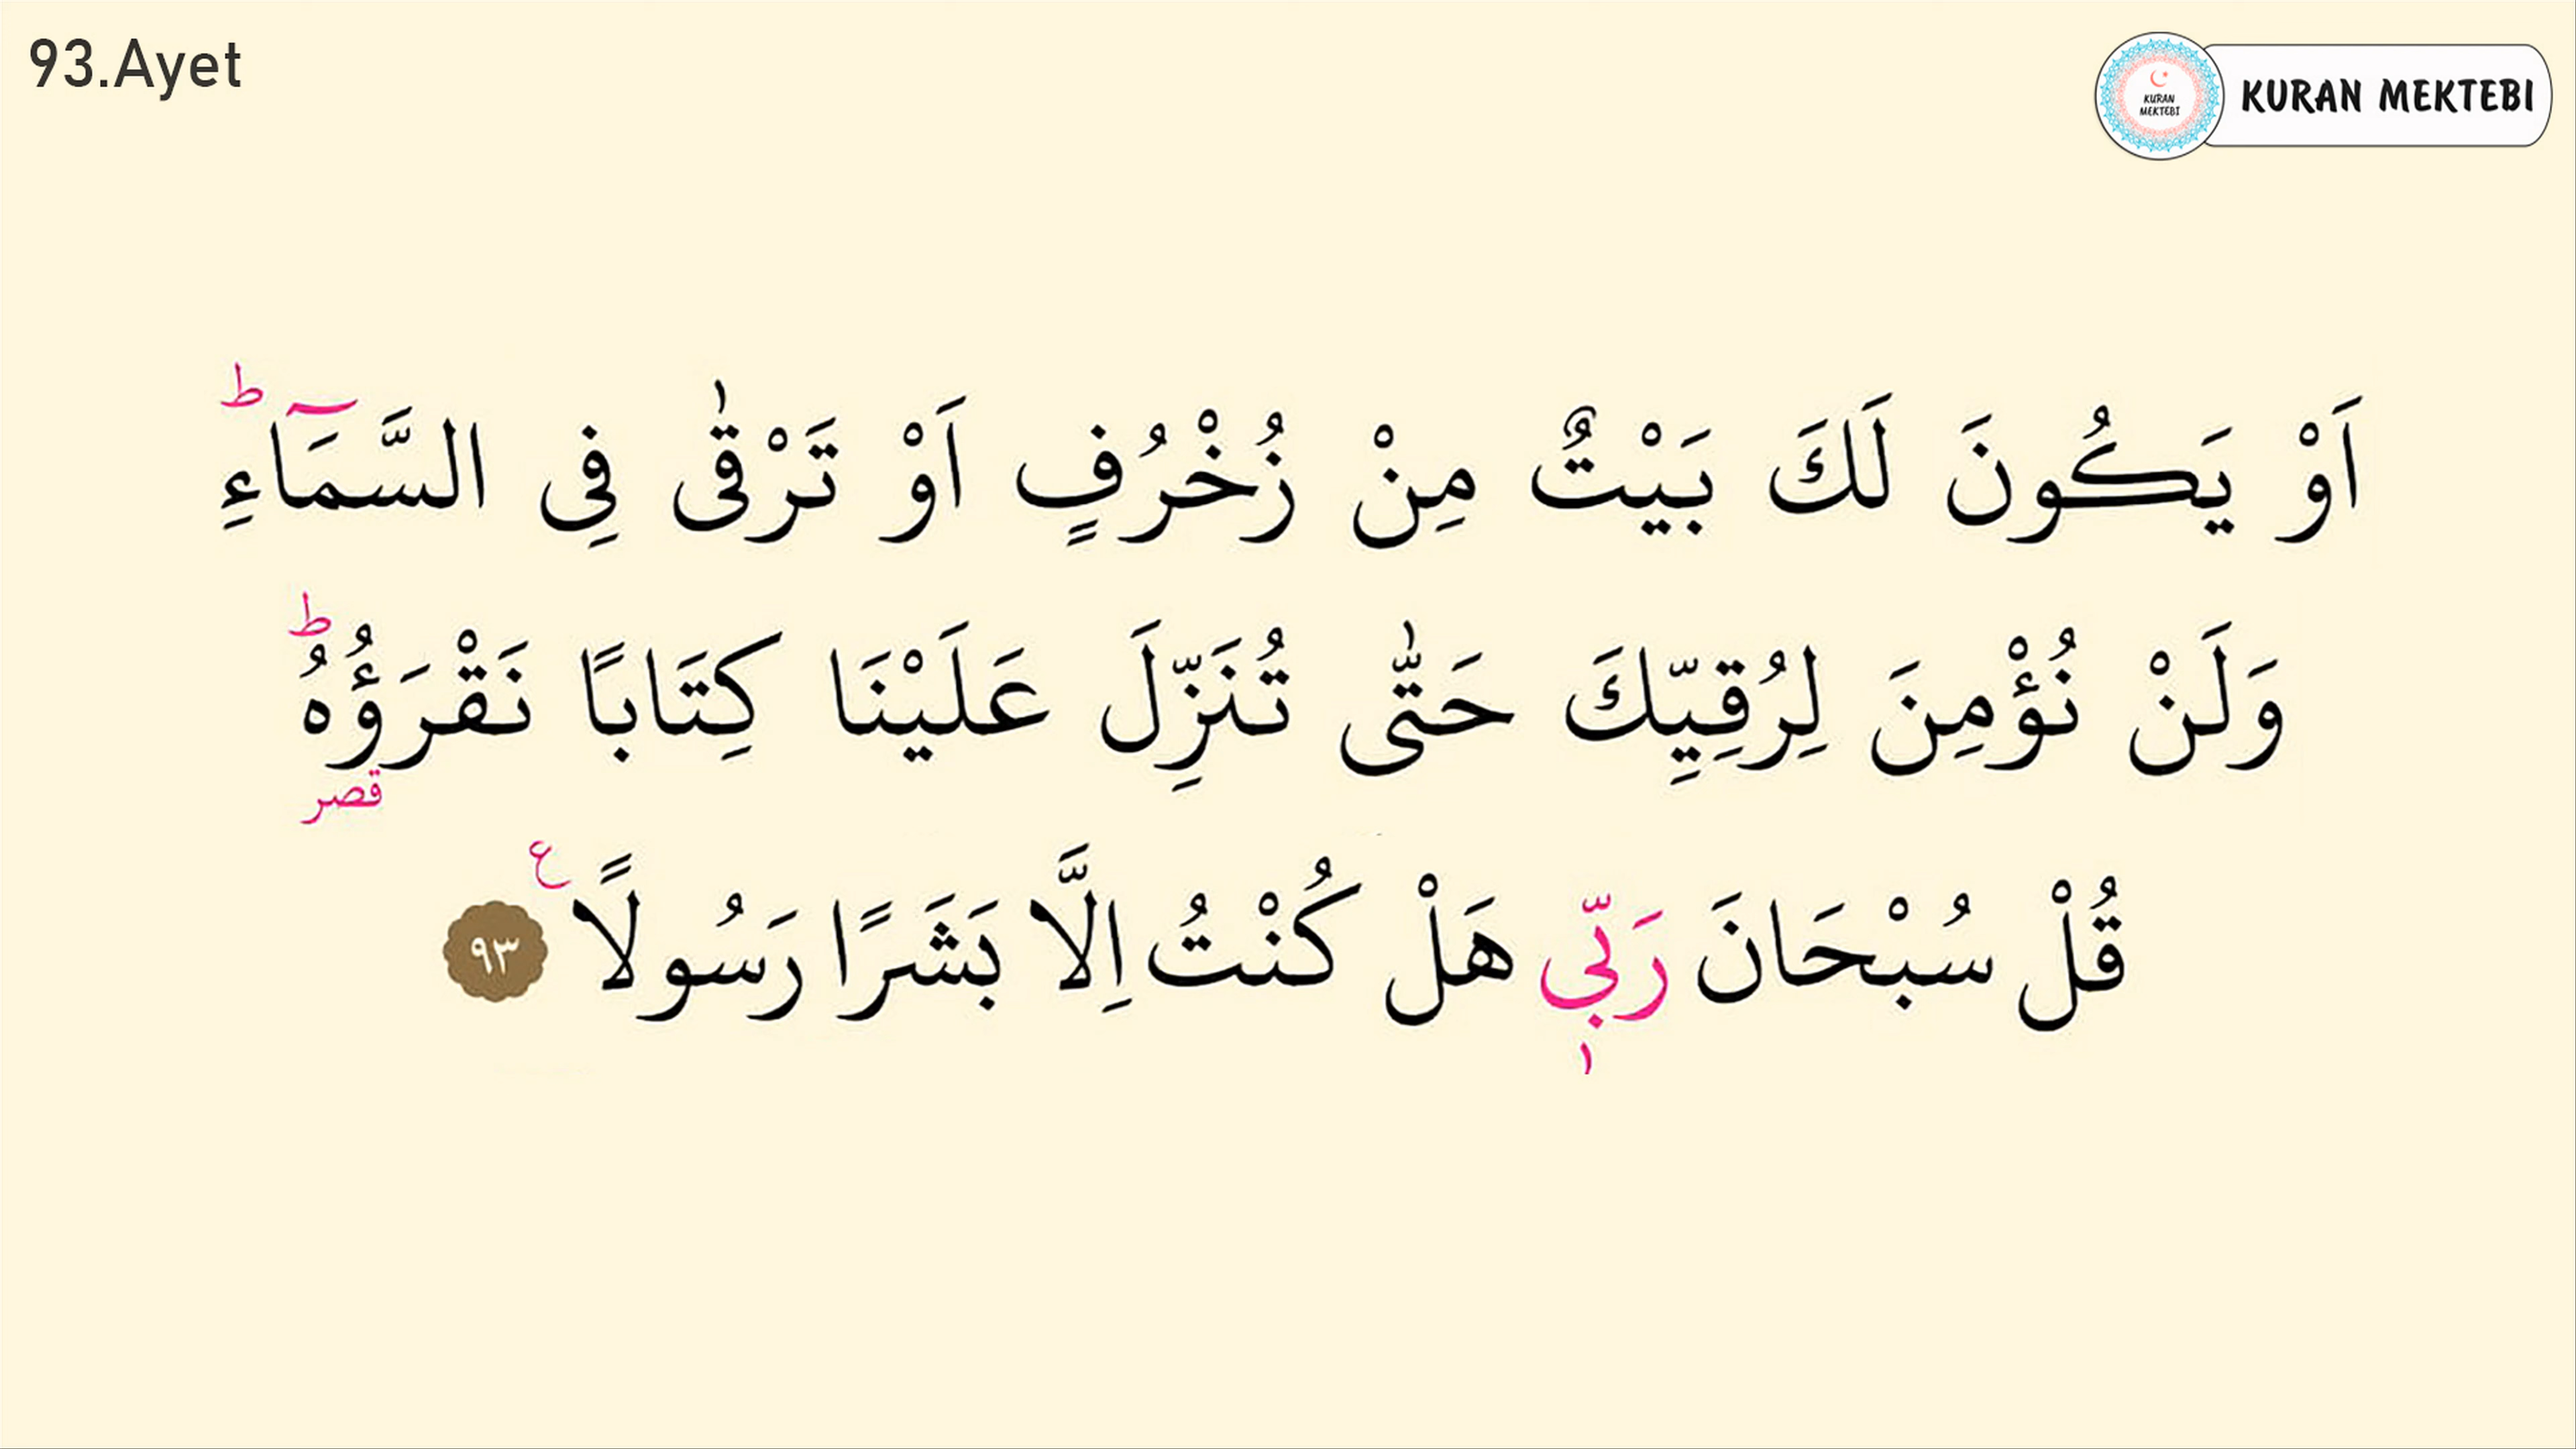 93.Ayet
KURAN MEKTEBI
KURAN
MEKTEBI
اَوْ يَكُونَ لَكَ بَيْتٌ مِنْ زُخْرُفٍ اَوْ تَرْقٰى فِى السَّمَٓاءِۜ
وَلَنْ نُؤْمِنَ لِرُقِيِّكَ حَتّٰى تُنَزِّلَ عَلَيْنَا كِتَابًا نَقْرَؤُ۬هُۜ
قصر
قُلْ سُبْحَانَ رَبّ۪ى هَلْ كُنْتُ اِلَّا بَشَرًا رَسُولًا ع ٩٣